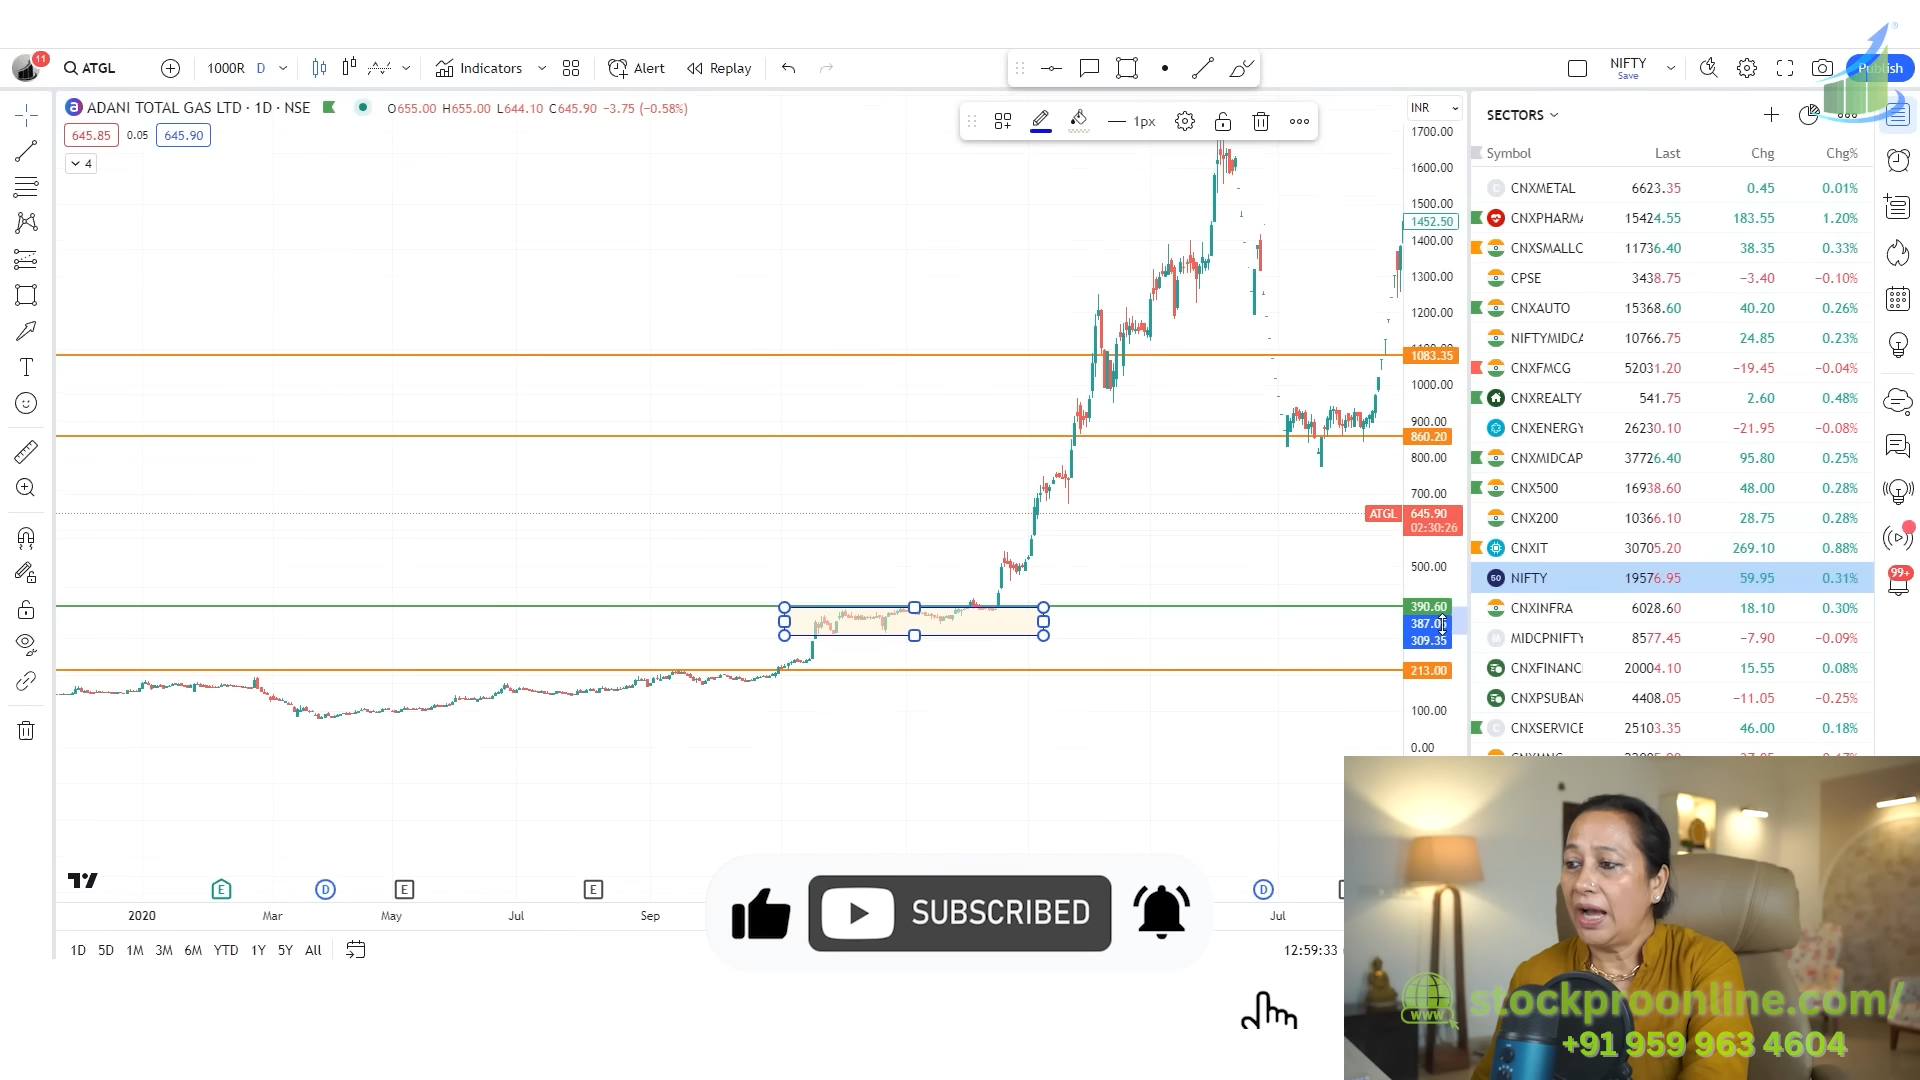 11
ATGL
1000R
D
Indicators
Alert
Replay
NIFTY
Save
Publish
ADANI TOTAL GAS LTD · 1D · NSE
O655.00 H655.00 L644.10 C645.90 −3.75 (−0.58%)
645.85
0.05
645.90
4
1px
INR
1700.00
1600.00
1500.00
1452.50
1400.00
1300.00
1200.00
1083.35
1000.00
900.00
860.20
800.00
700.00
ATGL
645.90
02:30:26
500.00
390.60
309.35
213.00
100.00
0.00
SECTORS
Symbol Last Chg Chg%
CNXMETAL 6623.35 0.45 0.01%
CNXPHARMA 15424.55 183.55 1.20%
CNXSMALLC 11736.40 38.35 0.33%
CPSE 3438.75 −3.40 −0.10%
CNXAUTO 15368.60 40.20 0.26%
NIFTYMIDCA 10766.75 24.85 0.23%
CNXFMCG 52031.20 −19.45 −0.04%
CNXREALTY 541.75 2.60 0.48%
CNXENERGY 26230.10 −21.95 −0.08%
CNXMIDCAP 37726.40 95.80 0.25%
CNX500 16938.60 48.00 0.28%
CNX200 10366.10 28.75 0.28%
CNXIT 30705.20 269.10 0.88%
50 NIFTY 19576.95 59.95 0.31%
CNXINFRA 6028.60 18.10 0.30%
MIDCPNIFTY 8577.45 −7.90 −0.09%
CNXFINANC 20004.10 15.55 0.08%
CNXPSUBAN 4408.05 −11.05 −0.25%
CNXSERVICE 25103.35 46.00 0.18%
99+
E
D
E
E
D
2020
Mar
May
Jul
Sep
Jul
1D 5D 1M 3M 6M YTD 1Y 5Y All
12:59:33
SUBSCRIBED
www
stockproonline.com/
+91 959 963 4604